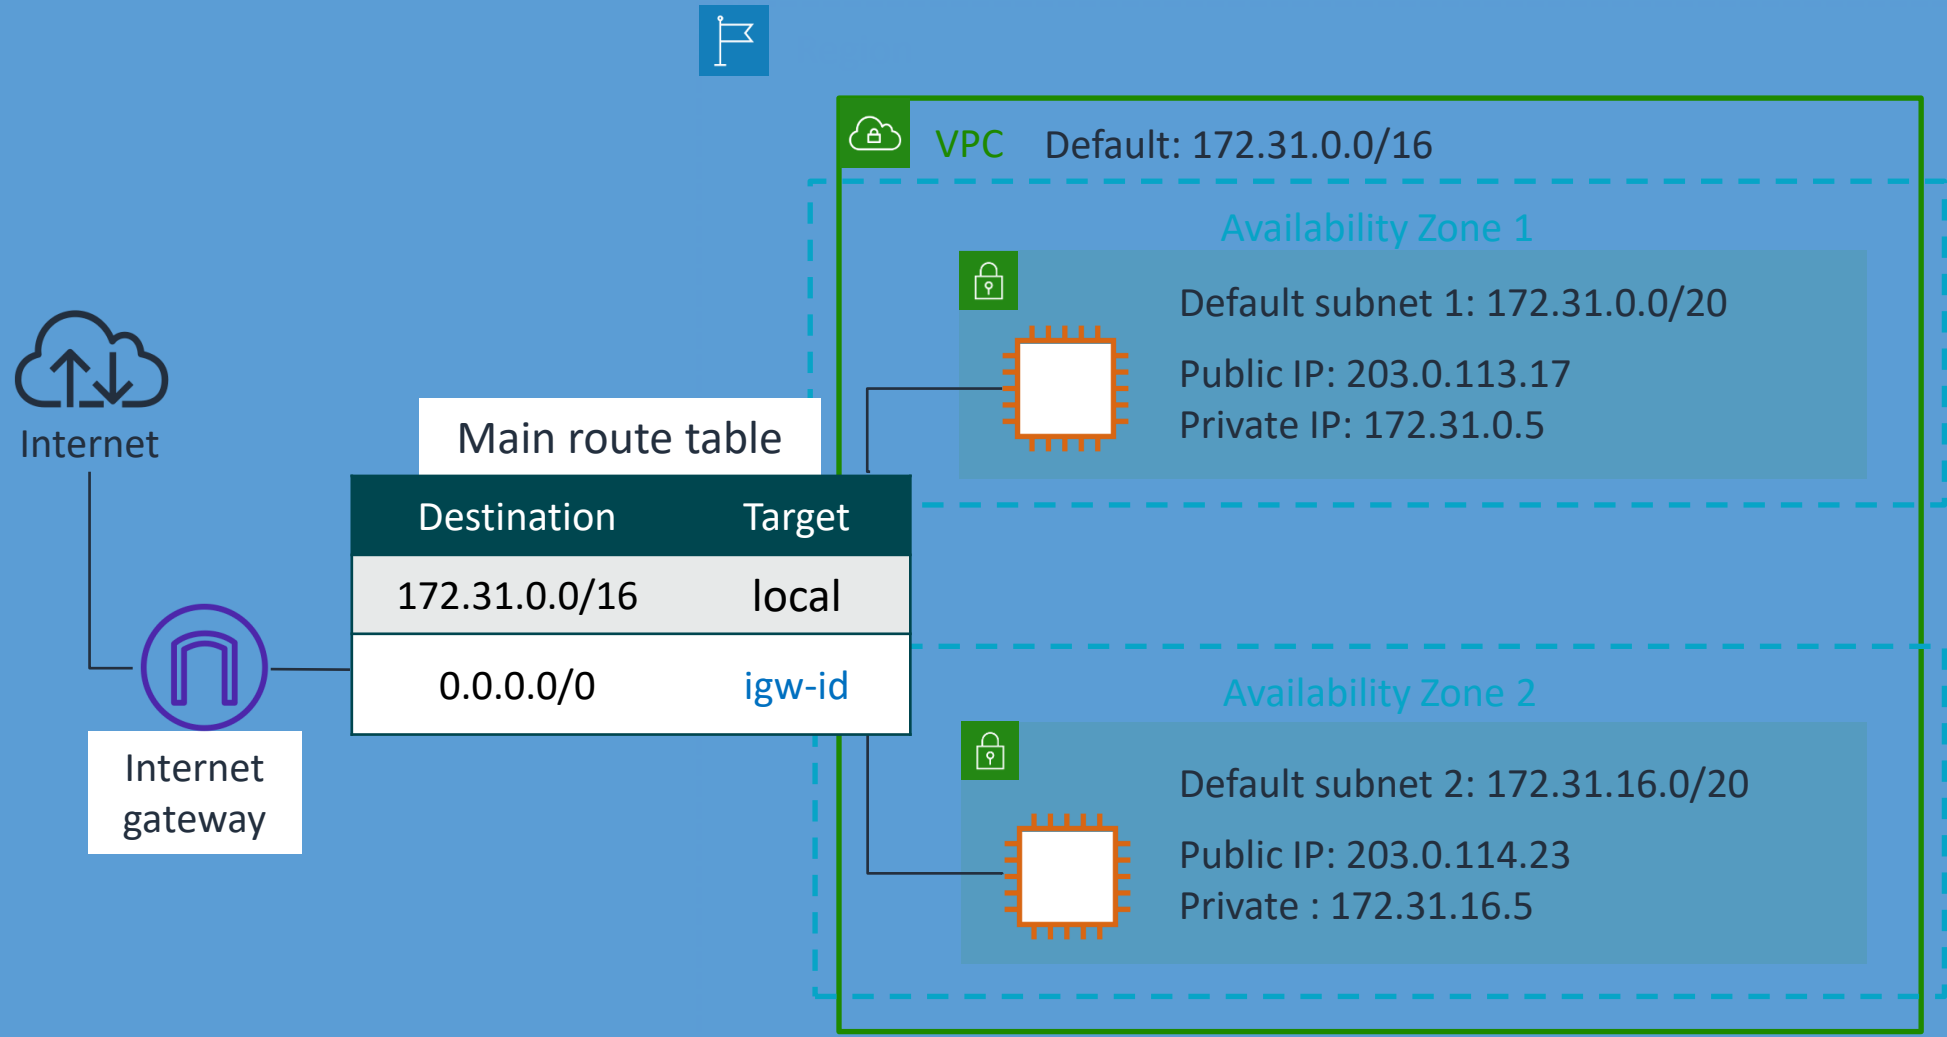 VPC Default: 172.31.0.0/16
Availability Zone 1
Default subnet 1: 172.31.0.0/20
Public IP: 203.0.113.17
Private IP: 172.31.0.5
Internet
Main route table
Destination Target
172.31.0.0/16 local
0.0.0.0/0 igw-id
Internet
gateway
Availability Zone 2
Default subnet 2: 172.31.16.0/20
Public IP: 203.0.114.23
Private : 172.31.16.5